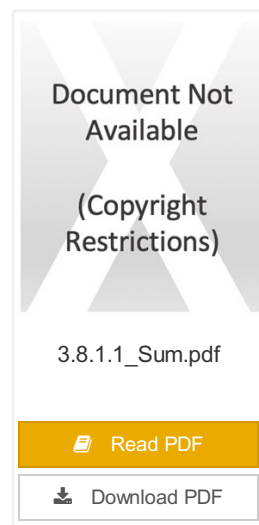 Document Not
Available
(Copyright
Restrictions)
3.8.1.1_Sum.pdf
Read PDF
Download PDF